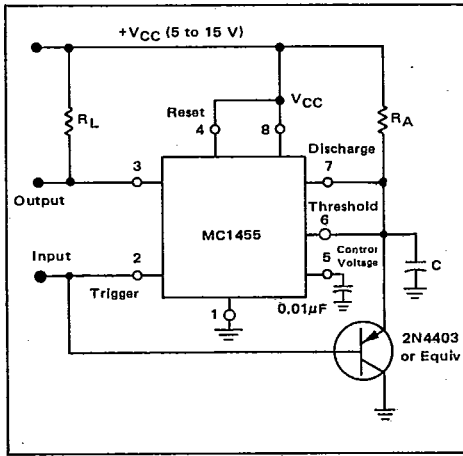 +VCC (5 to 15 V)
RL
Reset
4
8
VCC
RA
3
Discharge
7
Output
Threshold
6
MC1455
Control
Voltage
5
C
Input
2
Trigger
1
0.01µF
2N4403
or Equiv